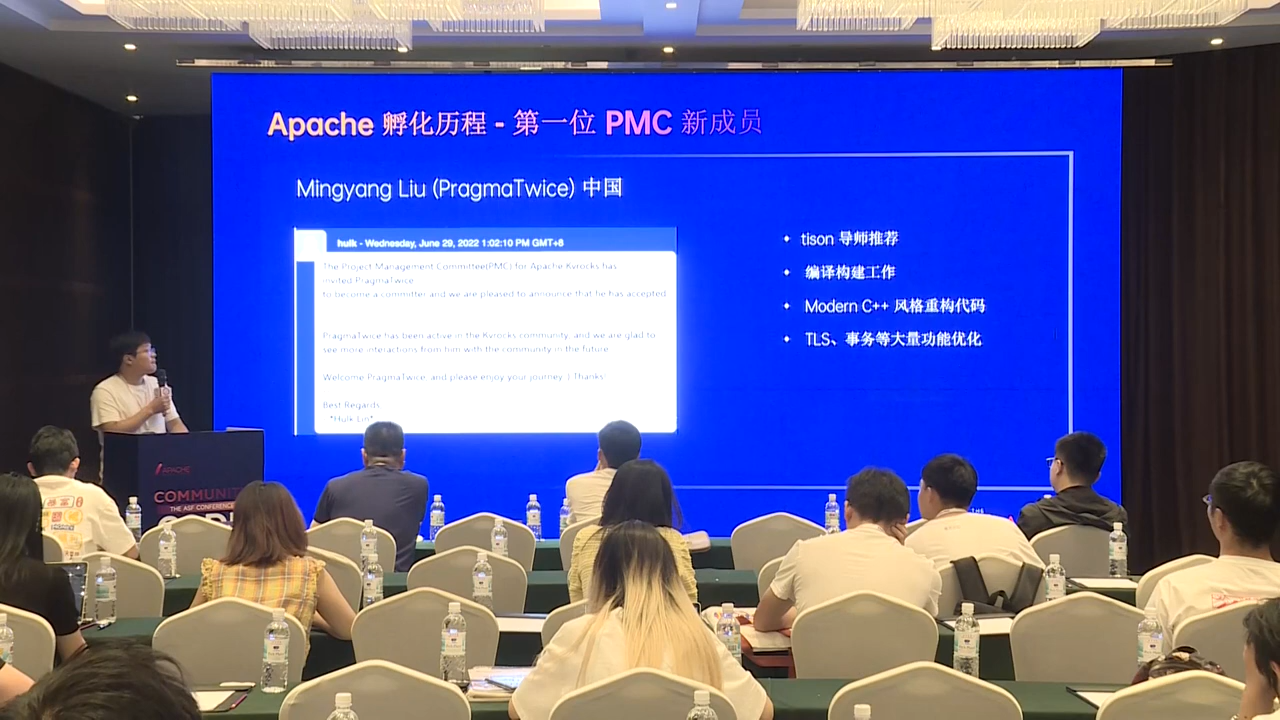 Apache 孵化历程 - 第一位 PMC 新成员
Mingyang Liu (PragmaTwice) 中国
hulk - Wednesday, June 29, 2022 1:02:10 PM GMT+8
The Project Management Committee(PMC) for Apache Kvrocks has
invited PragmaTwice
to become a committer and we are pleased to announce that he has accepted.
PragmaTwice has been active in the Kvrocks community, and we are glad to
see more interactions from him with the community in the future.
Welcome PragmaTwice, and please enjoy your journey :) Thanks!
Best Regards,
*Hulk Lin*
tison 导师推荐
编译构建工作
Modern C++ 风格重构代码
TLS、事务等大量功能优化
APACHE
COMMUNIT
THE ASF CONFERENCE